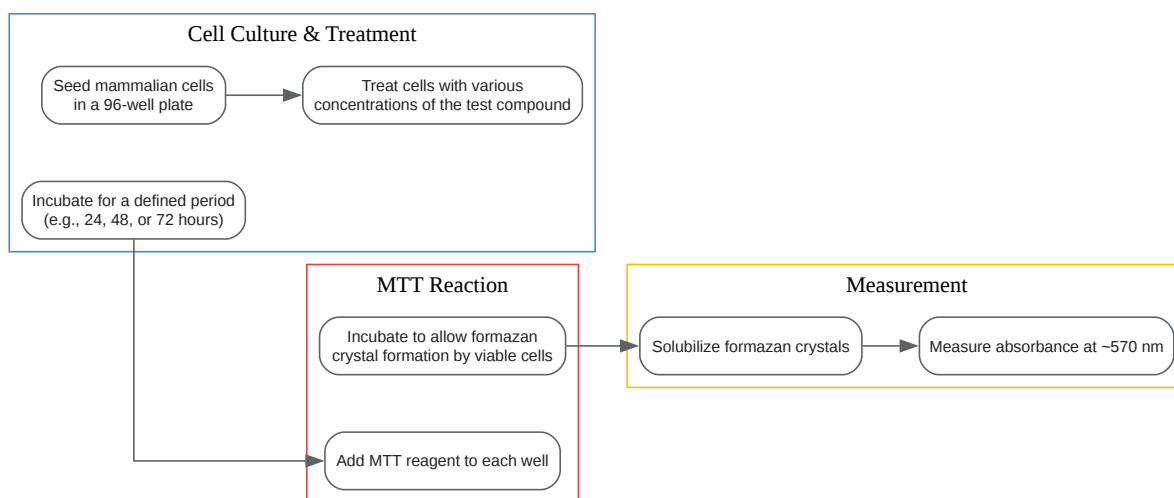 Cell Culture & Treatment
Seed mammalian cells
in a 96-well plate
Treat cells with various
concentrations of the test compound
Incubate for a defined period
(e.g., 24, 48, or 72 hours)
MTT Reaction
Incubate to allow formazan
crystal formation by viable cells
Add MTT reagent to each well
Measurement
Solubilize formazan crystals
Measure absorbance at ~570 nm